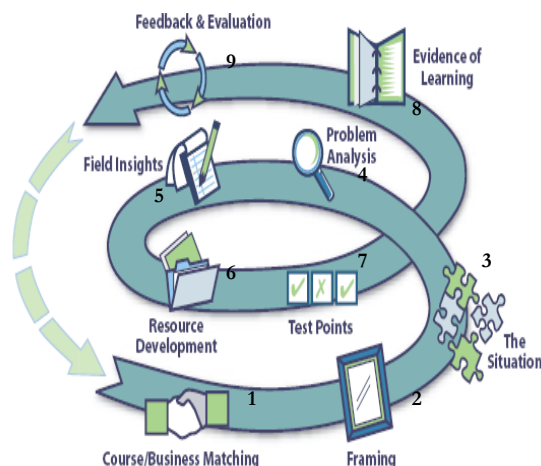 Feedback & Evaluation
9
Evidence of
Learning
8
Field Insights
5
Problem
Analysis
4
3
6
7
Resource
Development
Test Points
The
Situation
1
2
Course/Business Matching
Framing